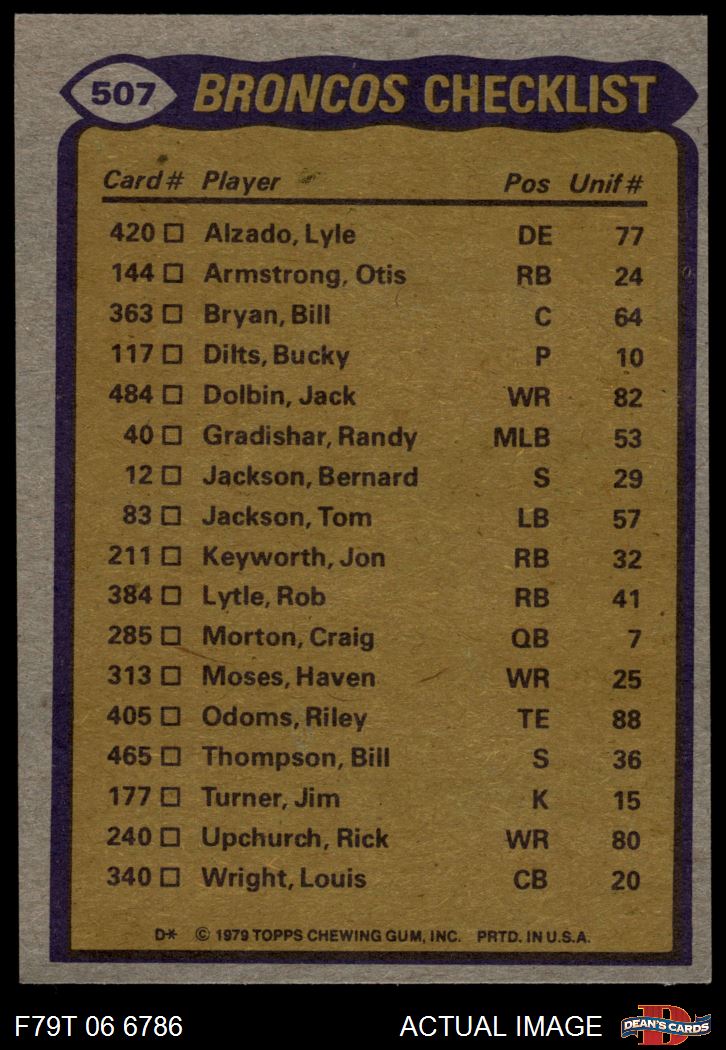 507 BRONCOS CHECKLIST
Card # Player Pos Unif #
420 Alzado, Lyle DE 77
144 Armstrong, Otis RB 24
363 Bryan, Bill C 64
117 Dilts, Bucky P 10
484 Dolbin, Jack WR 82
40 Gradishar, Randy MLB 53
12 Jackson, Bernard S 29
83 Jackson, Tom LB 57
211 Keyworth, Jon RB 32
384 Lytle, Rob RB 41
285 Morton, Craig QB 7
313 Moses, Haven WR 25
405 Odoms, Riley TE 88
465 Thompson, Bill S 36
177 Turner, Jim K 15
240 Upchurch, Rick WR 80
340 Wright, Louis CB 20
D* © 1979 TOPPS CHEWING GUM, INC. PRTD. IN U.S.A.
F79T 06 6786 ACTUAL IMAGE D DEAN'S CARDS